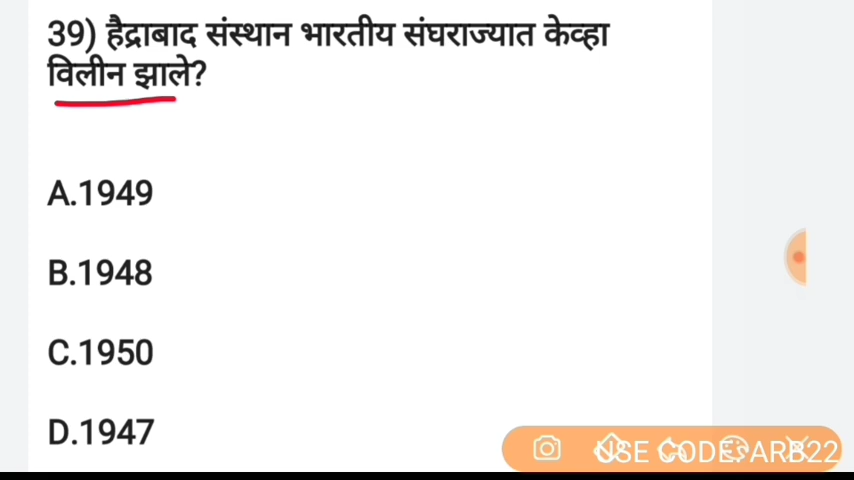 39) हैद्राबाद संस्थान भारतीय संघराज्यात केव्हा
विलीन झाले?
A.1949
B.1948
C.1950
D.1947
USE CODE: ARB22